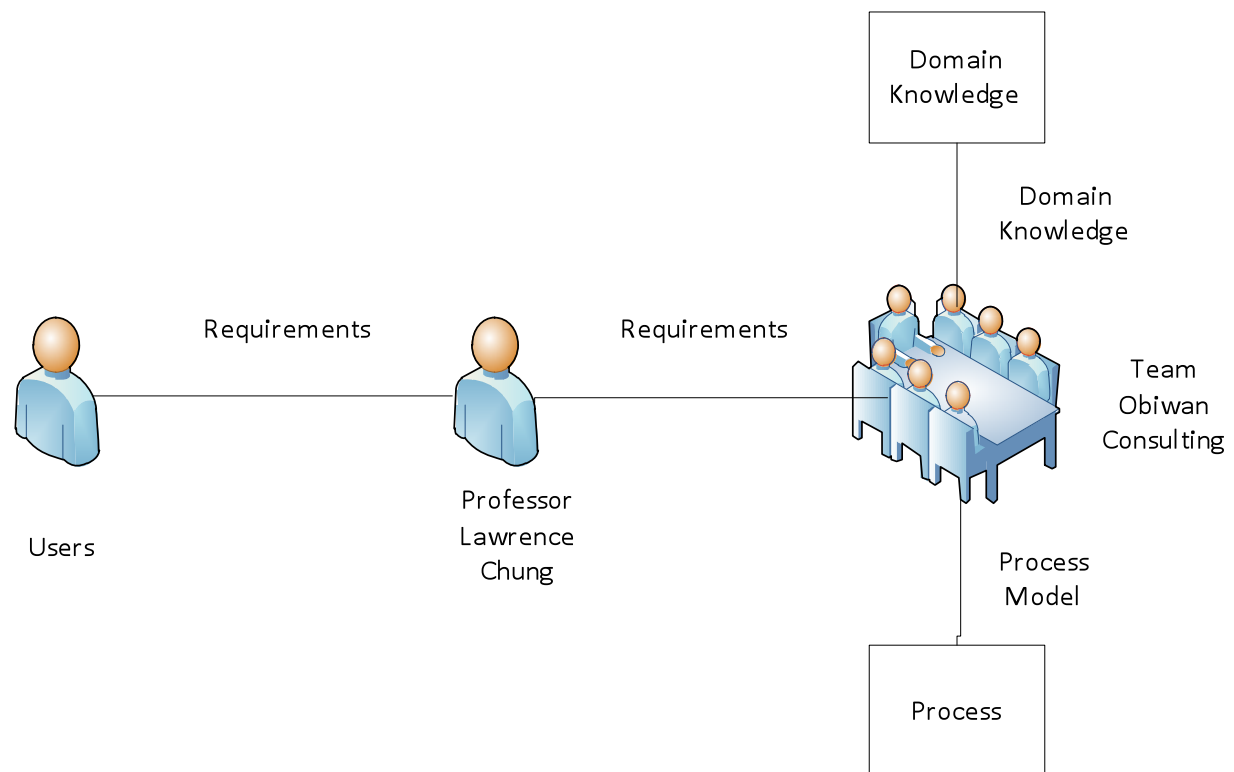 Domain
Knowledge
Domain
Knowledge
Requirements
Requirements
Team
Obiwan
Consulting
Users
Professor
Lawrence
Chung
Process
Model
Process